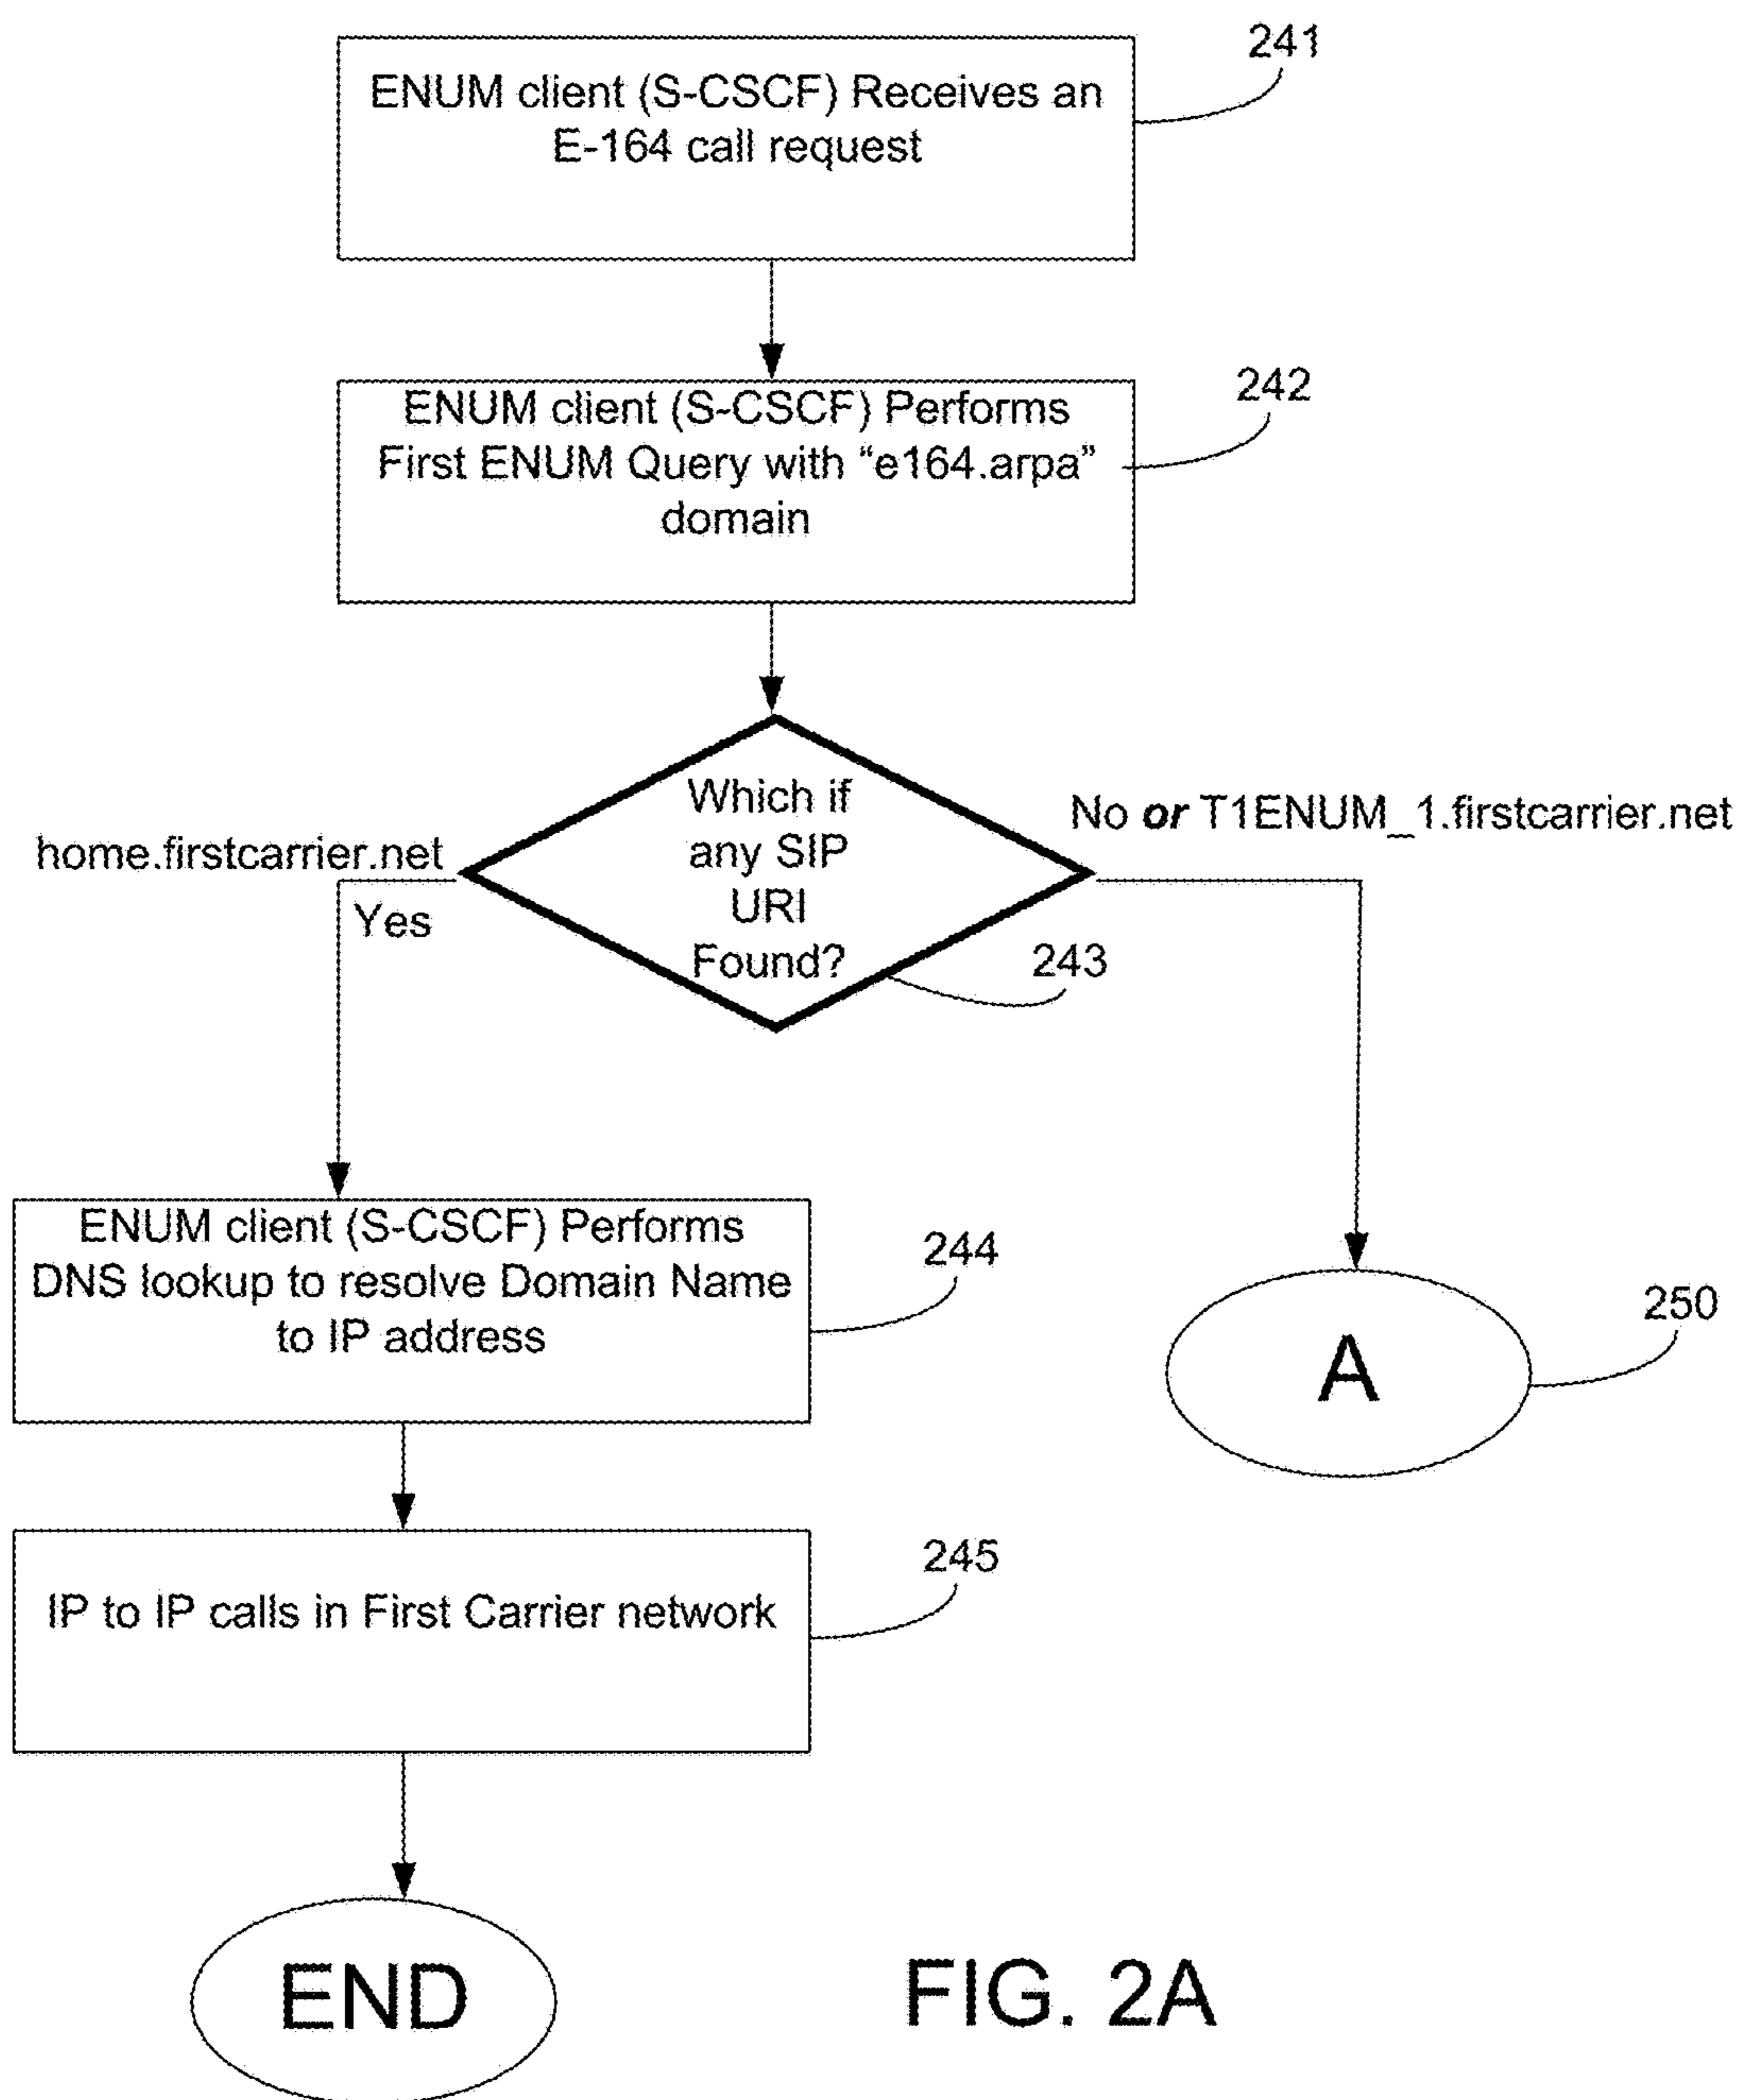 241
ENUM client (S-CSCF) Receives an
E-164 call request
242
ENUM client (S-CSCF) Performs
First ENUM Query with “e164.arpa”
domain
Which if
any SIP
URI
Found?
243
home.firstcarrier.net
Yes
No or T1ENUM_1.firstcarrier.net
ENUM client (S-CSCF) Performs
DNS lookup to resolve Domain Name
to IP address
244
A
250
IP to IP calls in First Carrier network
245
END
FIG. 2A